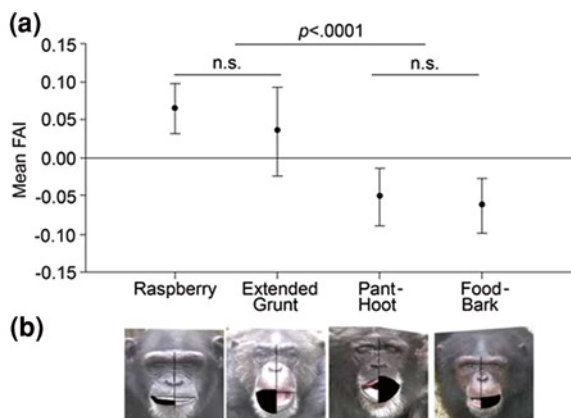 (a)
p<.0001
n.s.
n.s.
Mean FAI
0.15
0.10
0.05
0.00
-0.05
-0.10
-0.15
Raspberry
Extended
Grunt
Pant-
Hoot
Food-
Bark
(b)